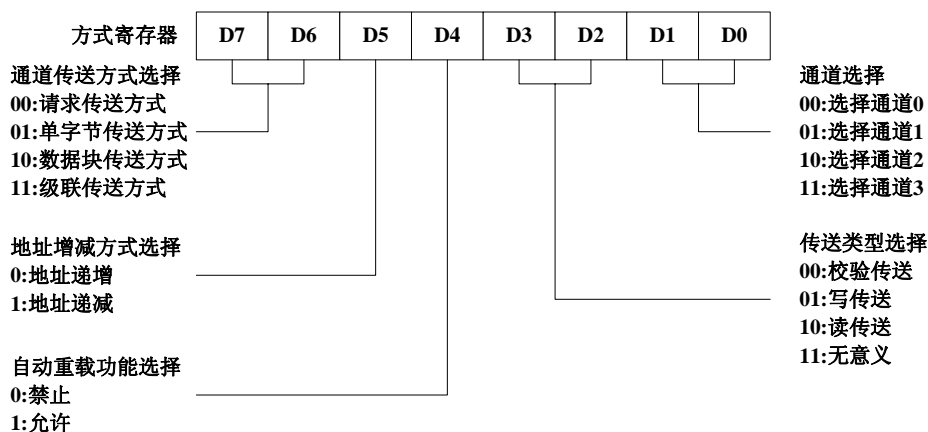 方式寄存器 D7 D6 D5 D4 D3 D2 D1 D0
通道传送方式选择
00:请求传送方式
01:单字节传送方式
10:数据块传送方式
11:级联传送方式
通道选择
00:选择通道0
01:选择通道1
10:选择通道2
11:选择通道3
地址增减方式选择
0:地址递增
1:地址递减
传送类型选择
00:校验传送
01:写传送
10:读传送
11:无意义
自动重载功能选择
0:禁止
1:允许